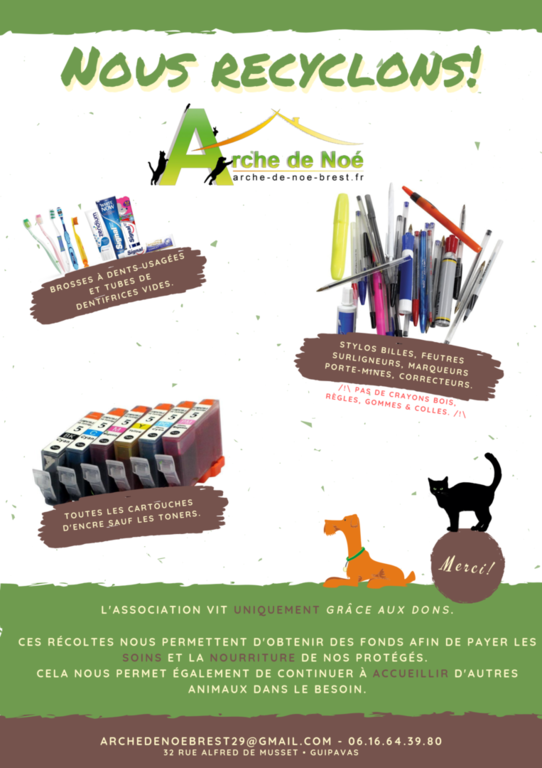 NOUS RECYCLONS!
Arche de Noé
arche-de-noe-brest.fr
BROSSES À DENTS-USAGÉES
ET TUBES DE
DENTIFRICES VIDES.
STYLOS BILLES, FEUTRES
SURLIGNEURS, MARQUEURS
PORTE-MINES, CORRECTEURS.
/!\ PAS DE CRAYONS BOIS,
RÈGLES, GOMMES & COLLES. /!\
TOUTES LES CARTOUCHES
D'ENCRE SAUF LES TONERS.
Merci!
L'ASSOCIATION VIT UNIQUEMENT GRÂCE AUX DONS.
CES RÉCOLTES NOUS PERMETTENT D'OBTENIR DES FONDS AFIN DE PAYER LES
SOINS ET LA NOURRITURE DE NOS PROTÉGÉS.
CELA NOUS PERMET ÉGALEMENT DE CONTINUER À ACCUEILLIR D'AUTRES
ANIMAUX DANS LE BESOIN.
ARCHEDENOEBREST29@GMAIL.COM - 06.16.64.39.80
32 RUE ALFRED DE MUSSET • GUIPAVAS